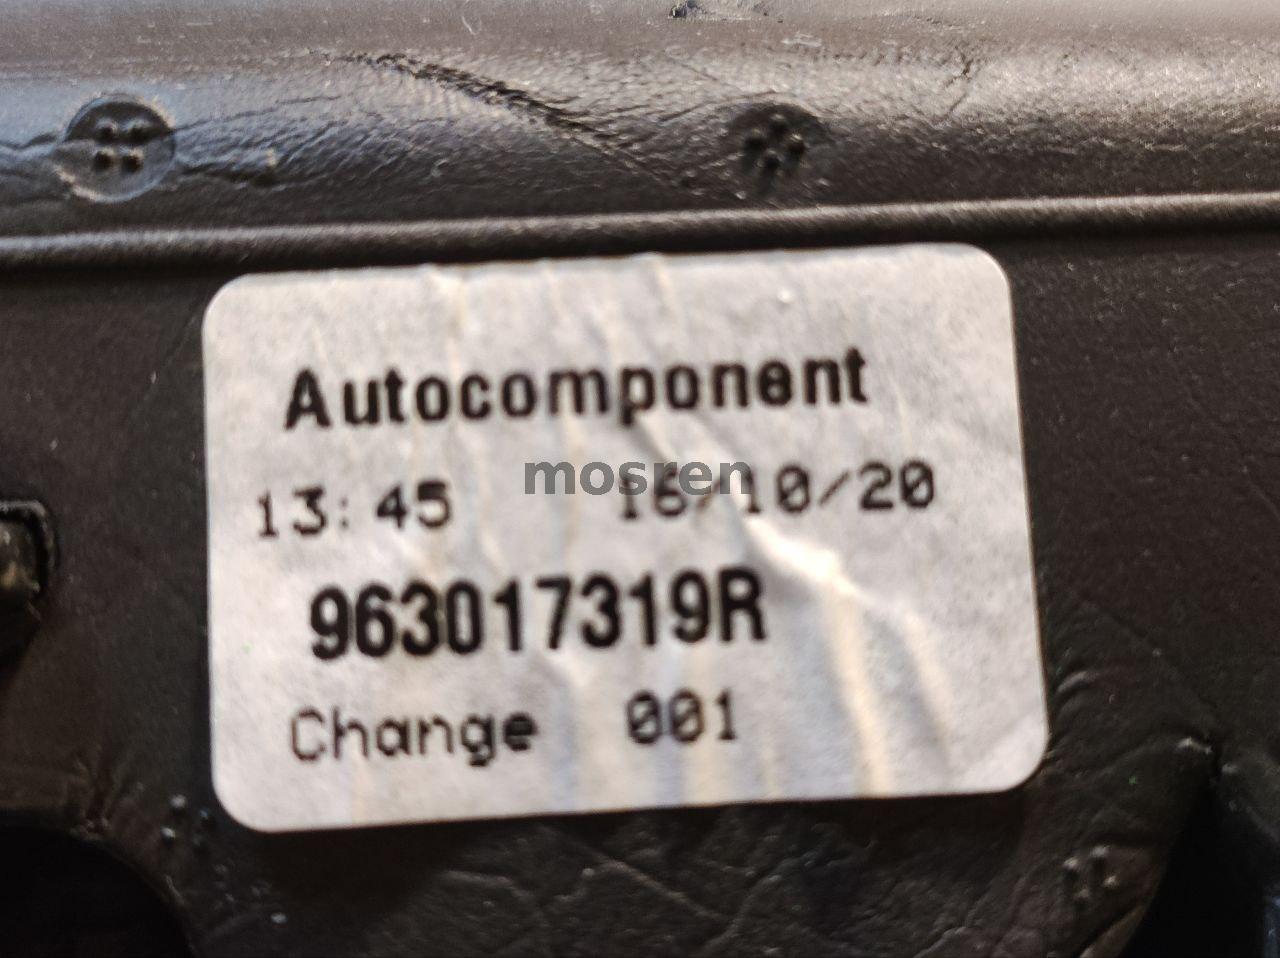 Autocomponent
13:45 16/10/20
mosren
963017319R
Change 001